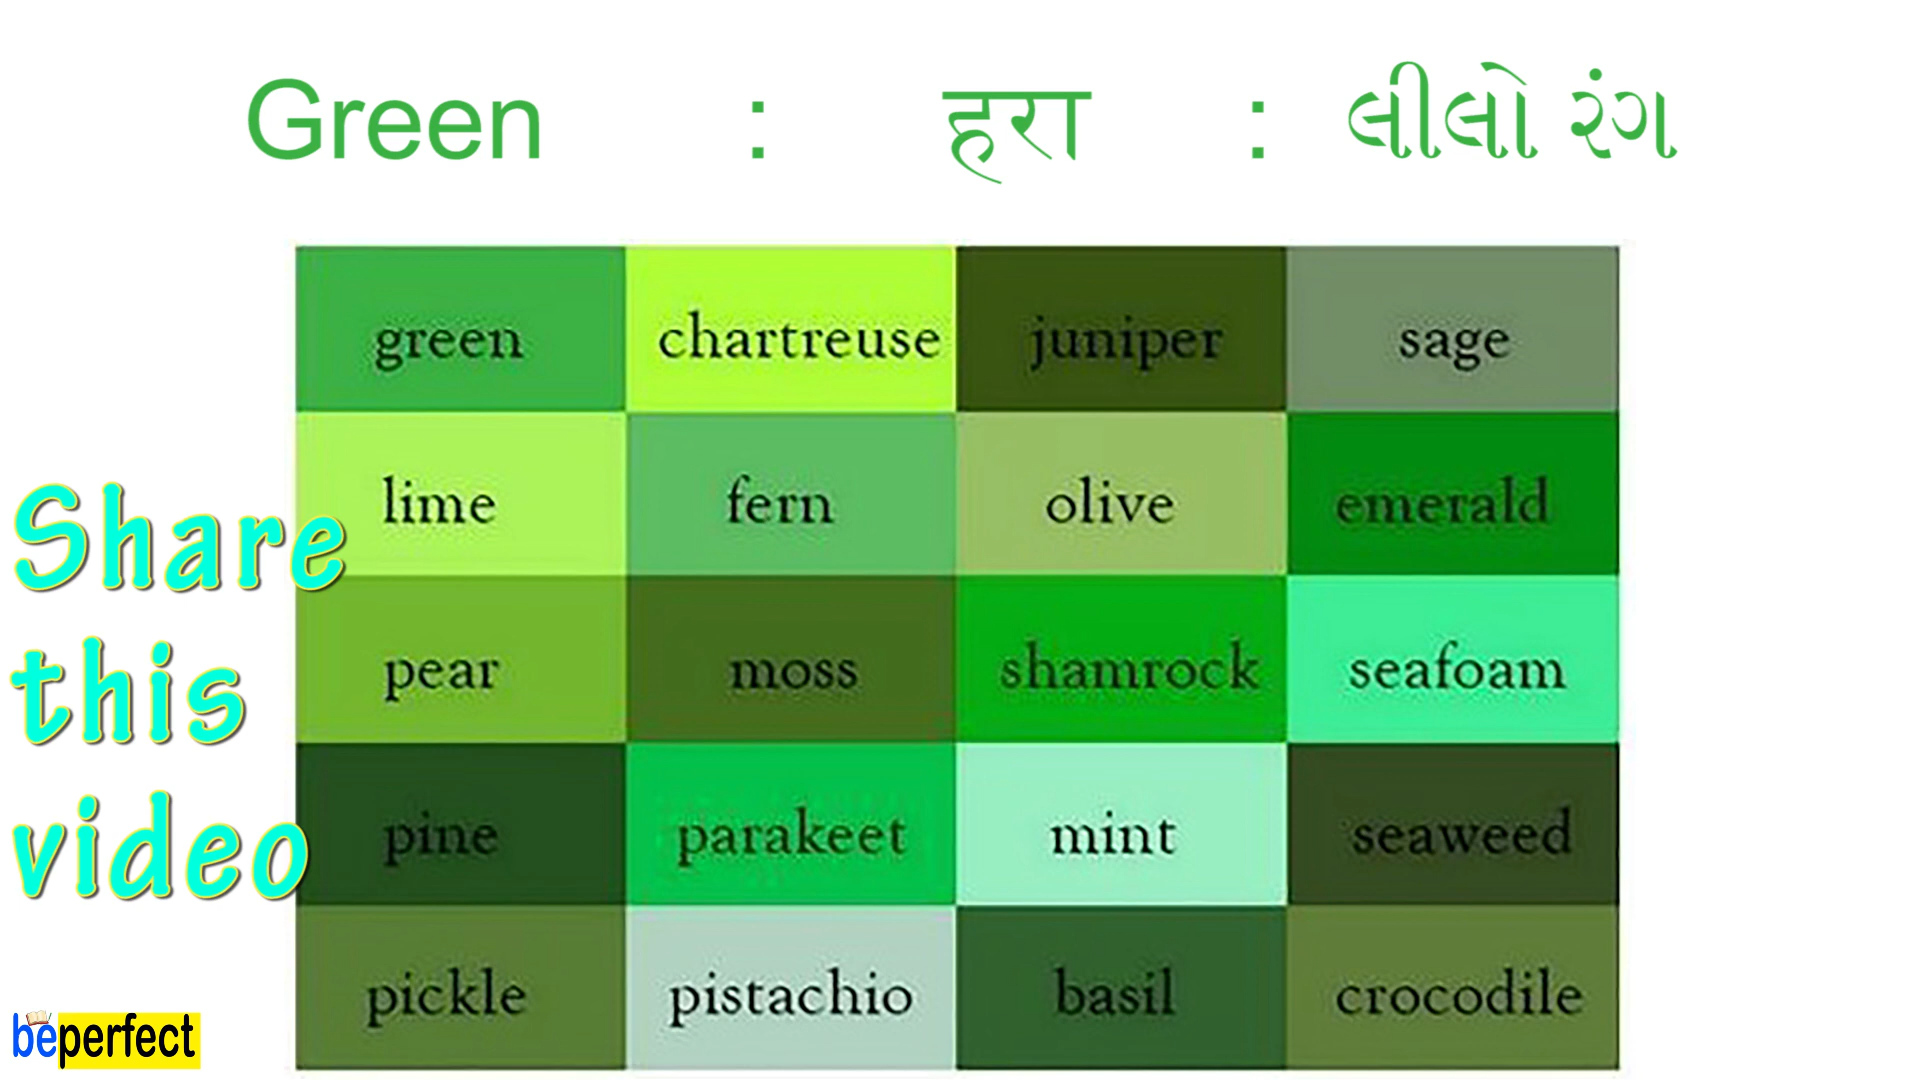 Green : हरा : લીલો રંગ
green chartreuse juniper sage
lime fern olive emerald
pear moss shamrock seafoam
pine parakeet mint seaweed
pickle pistachio basil crocodile
Share
this
video
beperfect